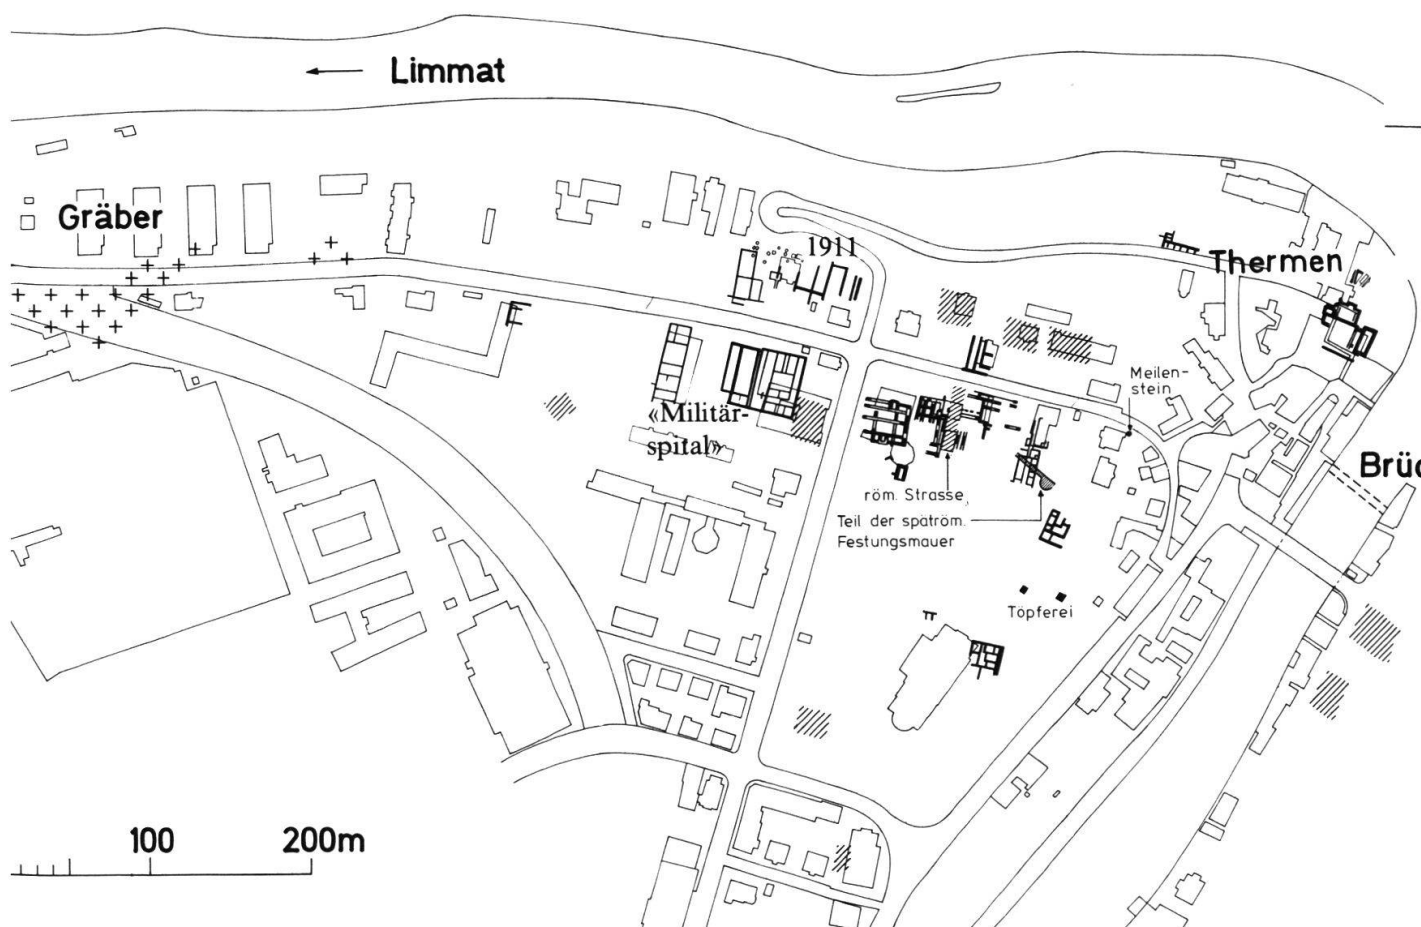 Limmat
Gräber
1911
Thermen
Meilen-
stein
«Militär-
spital»
Brüc
röm. Strasse
Teil der spätröm.
Festungsmauer
Töpferei
100 200m